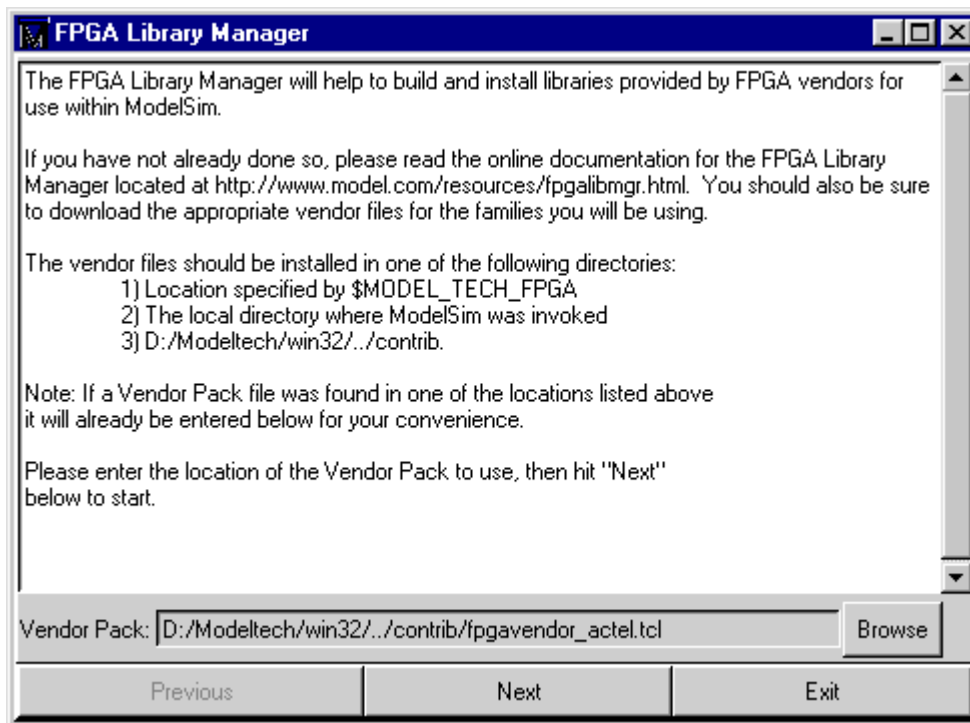 FPGA Library Manager
The FPGA Library Manager will help to build and install libraries provided by FPGA vendors for
use within ModelSim.
If you have not already done so, please read the online documentation for the FPGA Library
Manager located at http://www.model.com/resources/fpgalibmgr.html.  You should also be sure
to download the appropriate vendor files for the families you will be using.
The vendor files should be installed in one of the following directories:
1) Location specified by $MODEL_TECH_FPGA
2) The local directory where ModelSim was invoked
3) D:/Modeltech/win32/../contrib.
Note: If a Vendor Pack file was found in one of the locations listed above
it will already be entered below for your convenience.
Please enter the location of the Vendor Pack to use, then hit "Next"
below to start.
Vendor Pack: D:/Modeltech/win32/../contrib/fpgavendor_actel.tcl Browse
Previous Next Exit